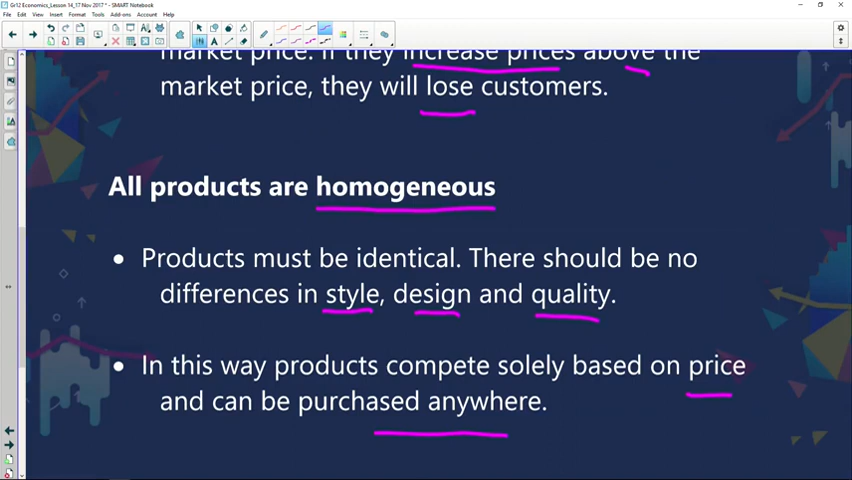 Gr12 Economics_Lesson 14_17 Nov 2017 * - SMART Notebook
File Edit View Insert Format Tools Add-ons Account Help
market price. If they increase prices above the
market price, they will lose customers.
All products are homogeneous
• Products must be identical. There should be no
differences in style, design and quality.
• In this way products compete solely based on price
and can be purchased anywhere.